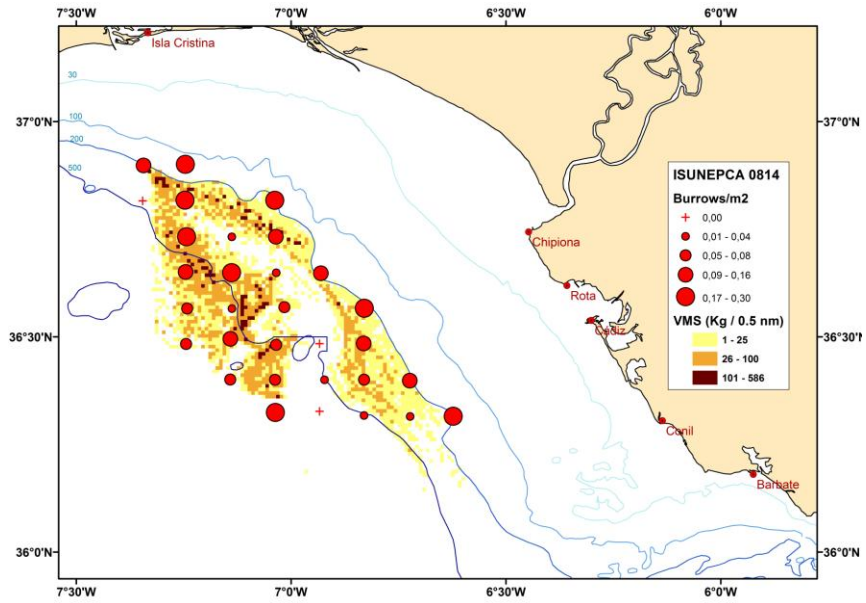 7°30'W
7°0'W
6°30'W
6°0'W
Isla Cristina
30
37°0'N
37°0'N
100
200
500
ISUNEPCA 0814
Burrows/m2
0,00
0,01 - 0,04
0,05 - 0,08
0,09 - 0,16
0,17 - 0,30
VMS (Kg / 0.5 nm)
1 - 25
26 - 100
101 - 586
Chipiona
Rota
Cádiz
36°30'N
36°30'N
Conil
Barbate
36°0'N
36°0'N
7°30'W
7°0'W
6°30'W
6°0'W